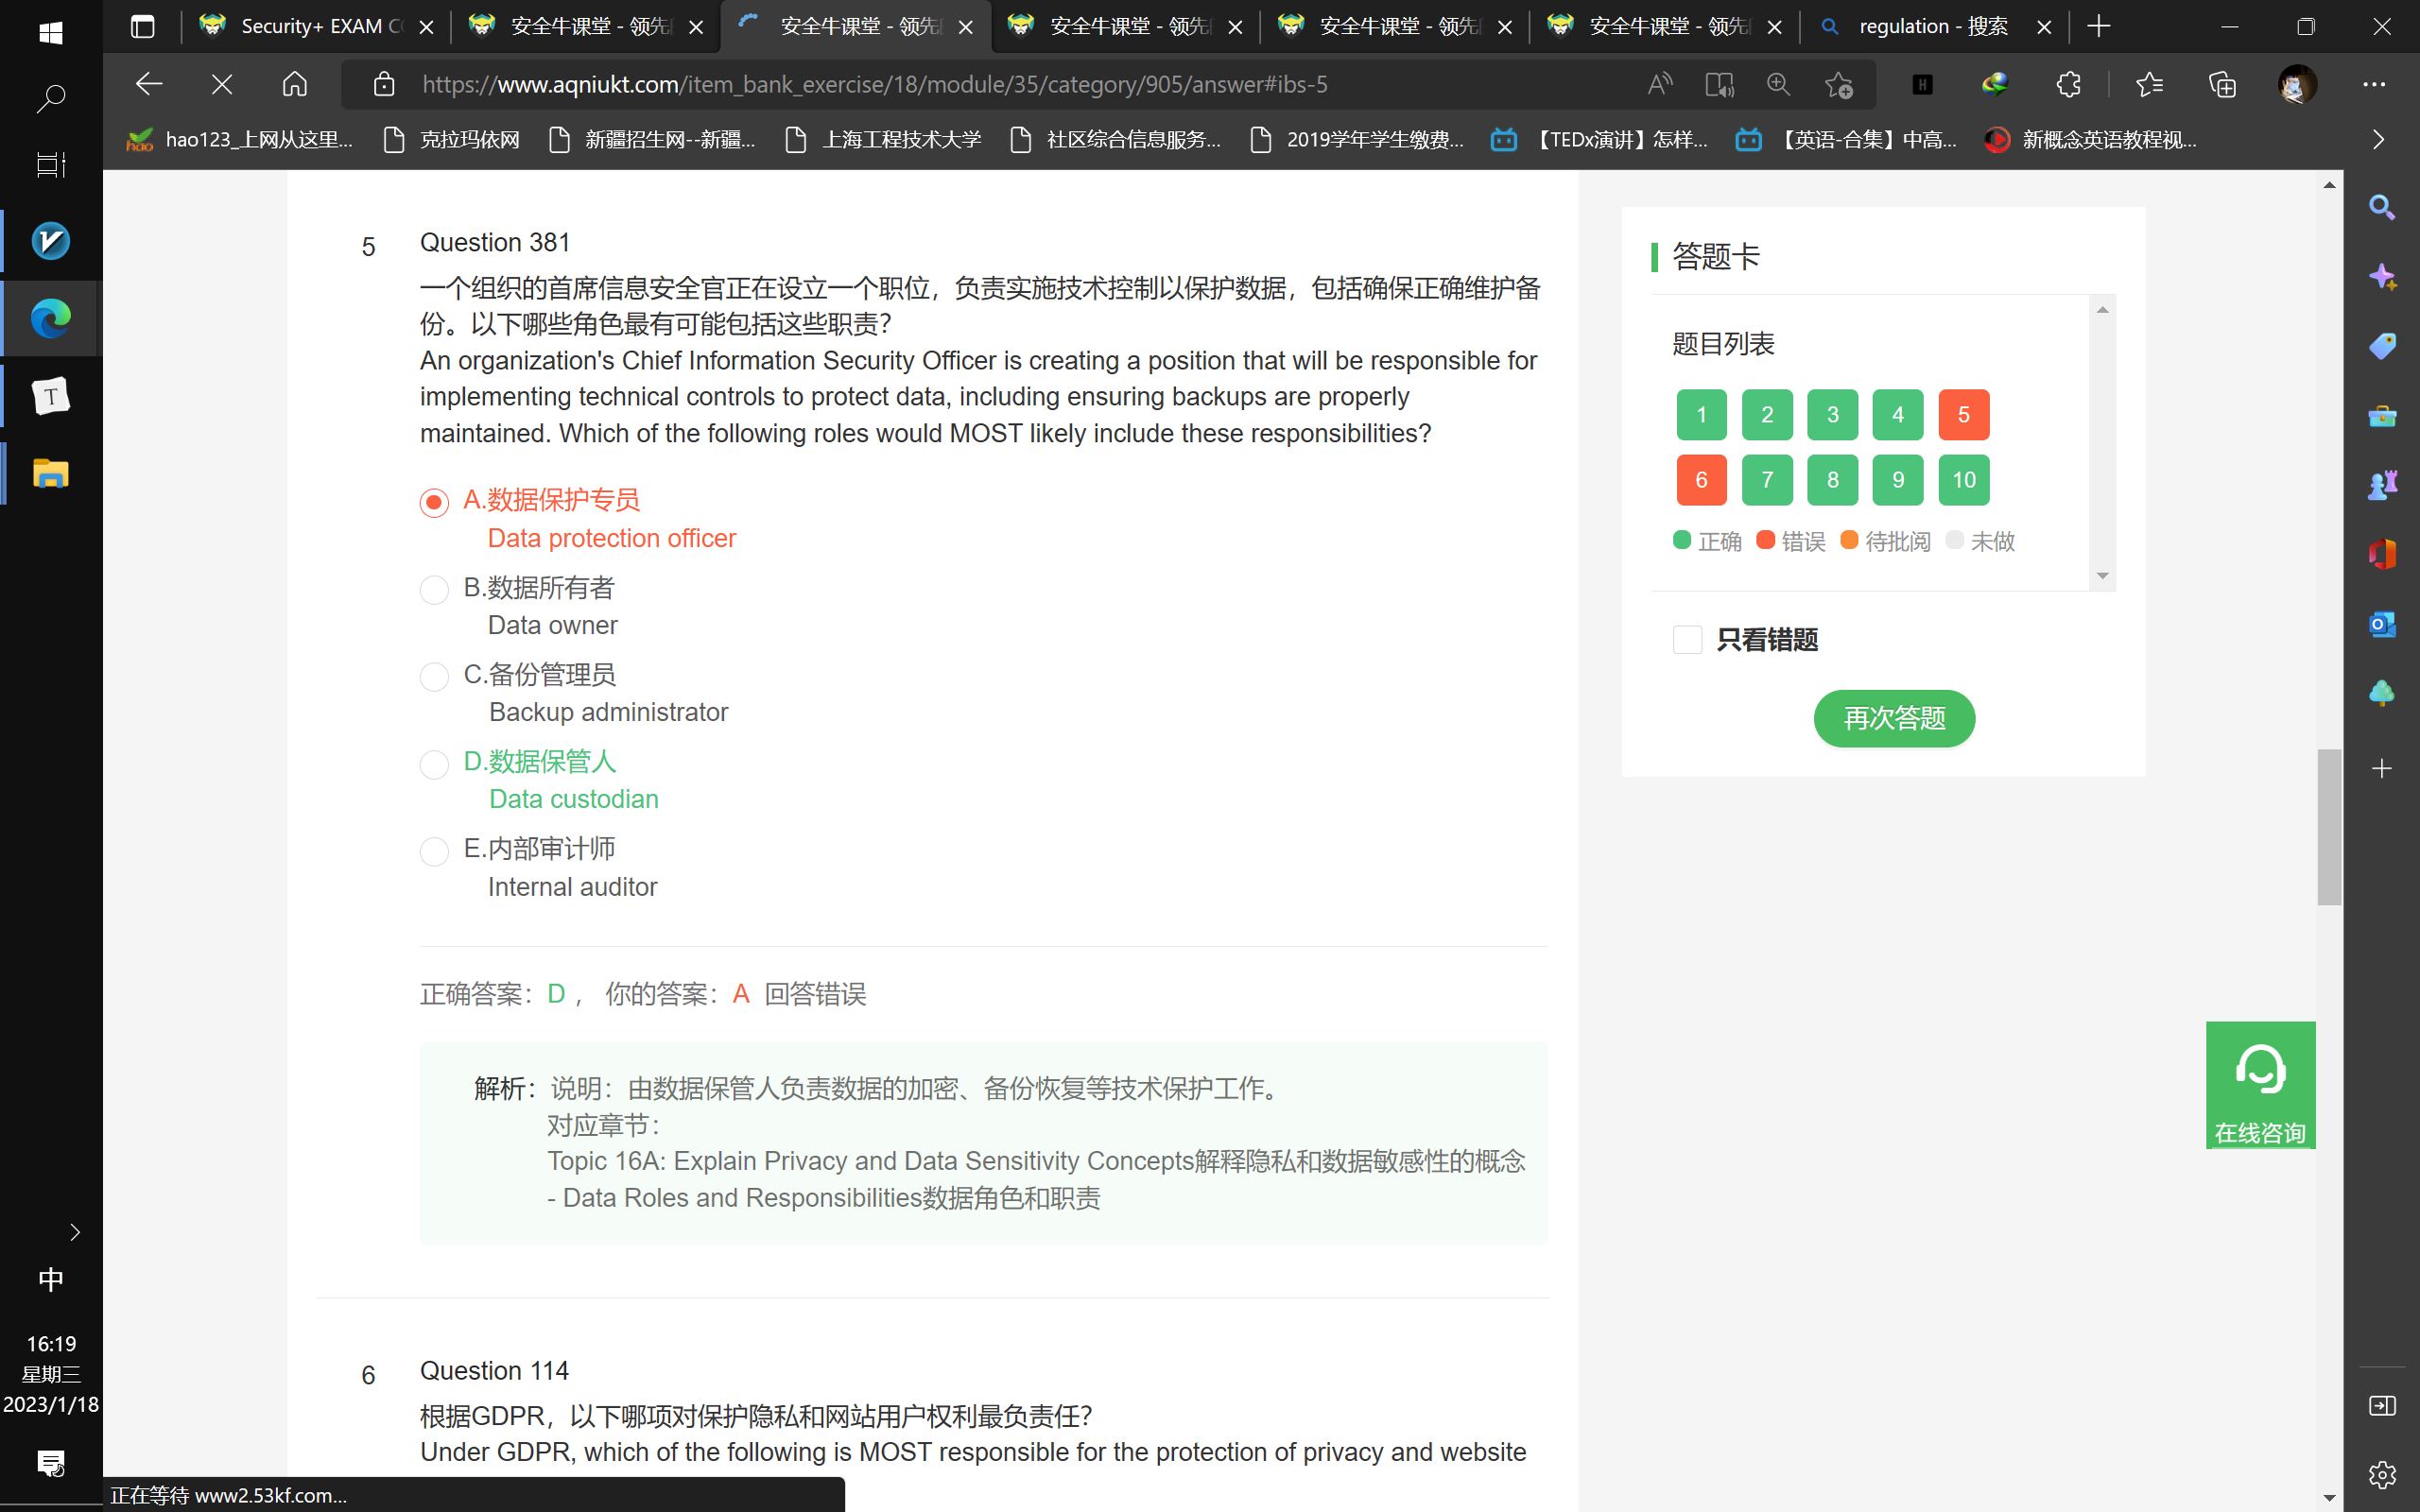 Security+ EXAM C
安全牛课堂 - 领先
安全牛课堂 - 领先
安全牛课堂 - 领先
安全牛课堂 - 领先
安全牛课堂 - 领先
regulation - 搜索
https://www.aqniukt.com/item_bank_exercise/18/module/35/category/905/answer#ibs-5
hao123_上网从这里...
克拉玛依网
新疆招生网--新疆...
上海工程技术大学
社区综合信息服务...
2019学年学生缴费...
【TEDx演讲】怎样...
【英语-合集】中高...
新概念英语教程视...
5
Question 381
一个组织的首席信息安全官正在设立一个职位，负责实施技术控制以保护数据，包括确保正确维护备
份。以下哪些角色最有可能包括这些职责？
An organization's Chief Information Security Officer is creating a position that will be responsible for
implementing technical controls to protect data, including ensuring backups are properly
maintained. Which of the following roles would MOST likely include these responsibilities?
A.数据保护专员
Data protection officer
B.数据所有者
Data owner
C.备份管理员
Backup administrator
D.数据保管人
Data custodian
E.内部审计师
Internal auditor
正确答案：D ， 你的答案：A 回答错误
解析：说明：由数据保管人负责数据的加密、备份恢复等技术保护工作。
对应章节：
Topic 16A: Explain Privacy and Data Sensitivity Concepts解释隐私和数据敏感性的概念
- Data Roles and Responsibilities数据角色和职责
6
Question 114
根据GDPR，以下哪项对保护隐私和网站用户权利最负责任？
Under GDPR, which of the following is MOST responsible for the protection of privacy and website
答题卡
题目列表
1 2 3 4 5
6 7 8 9 10
正确 错误 待批阅 未做
只看错题
再次答题
在线咨询
T
中
16:19
星期三
2023/1/18
正在等待 www2.53kf.com...